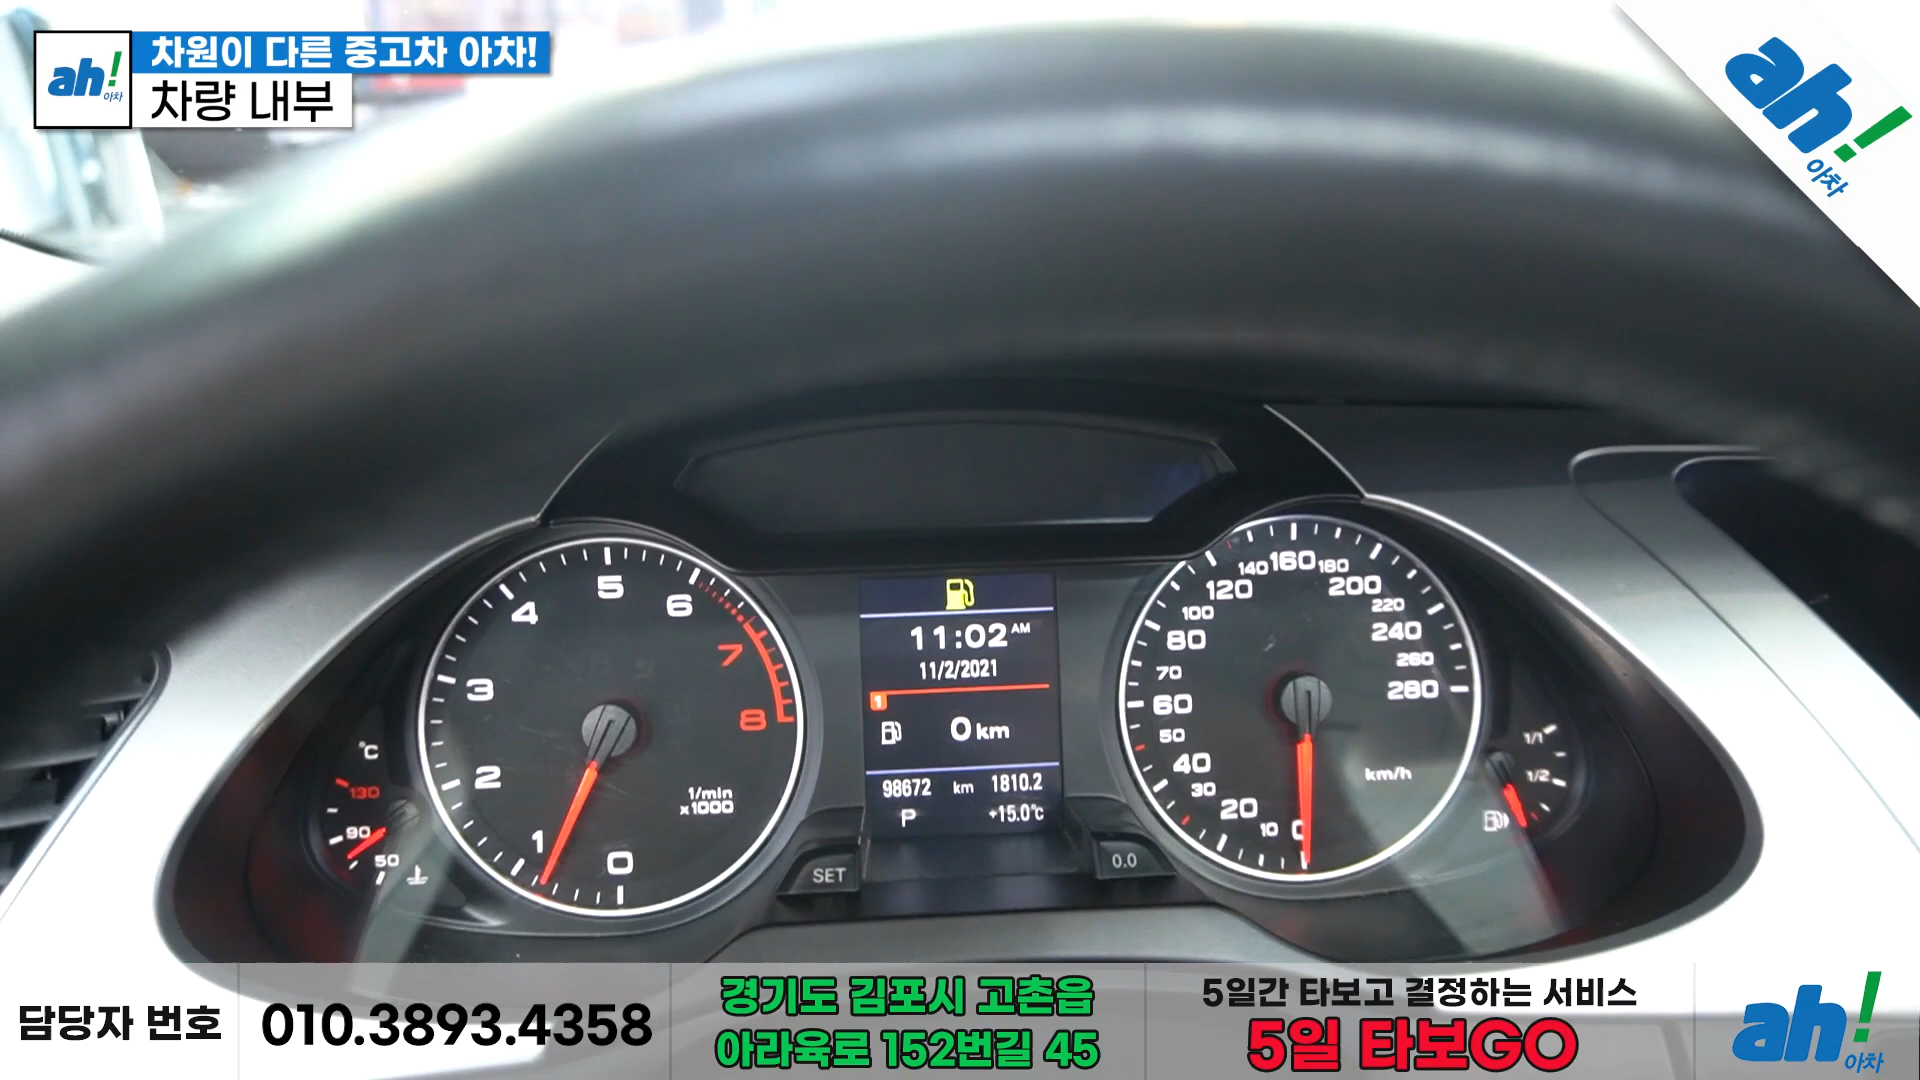 ah!
아차
차원이 다른 중고차 아차!
차량 내부
ah!
아차
0
1
2
3
4
5
6
7
8
1/min
x1000
°C
130
90
50
11:02 AM
11/2/2021
1
0 km
98672 km 1810.2
P +15.0°C
SET
0.0
0
10
20
30
40
50
60
70
80
100
120
140
160
180
200
220
240
260
280
km/h
1/1
1/2
담당자 번호
010.3893.4358
경기도 김포시 고촌읍
아라육로 152번길 45
5일간 타보고 결정하는 서비스
5일 타보GO
ah!
아차